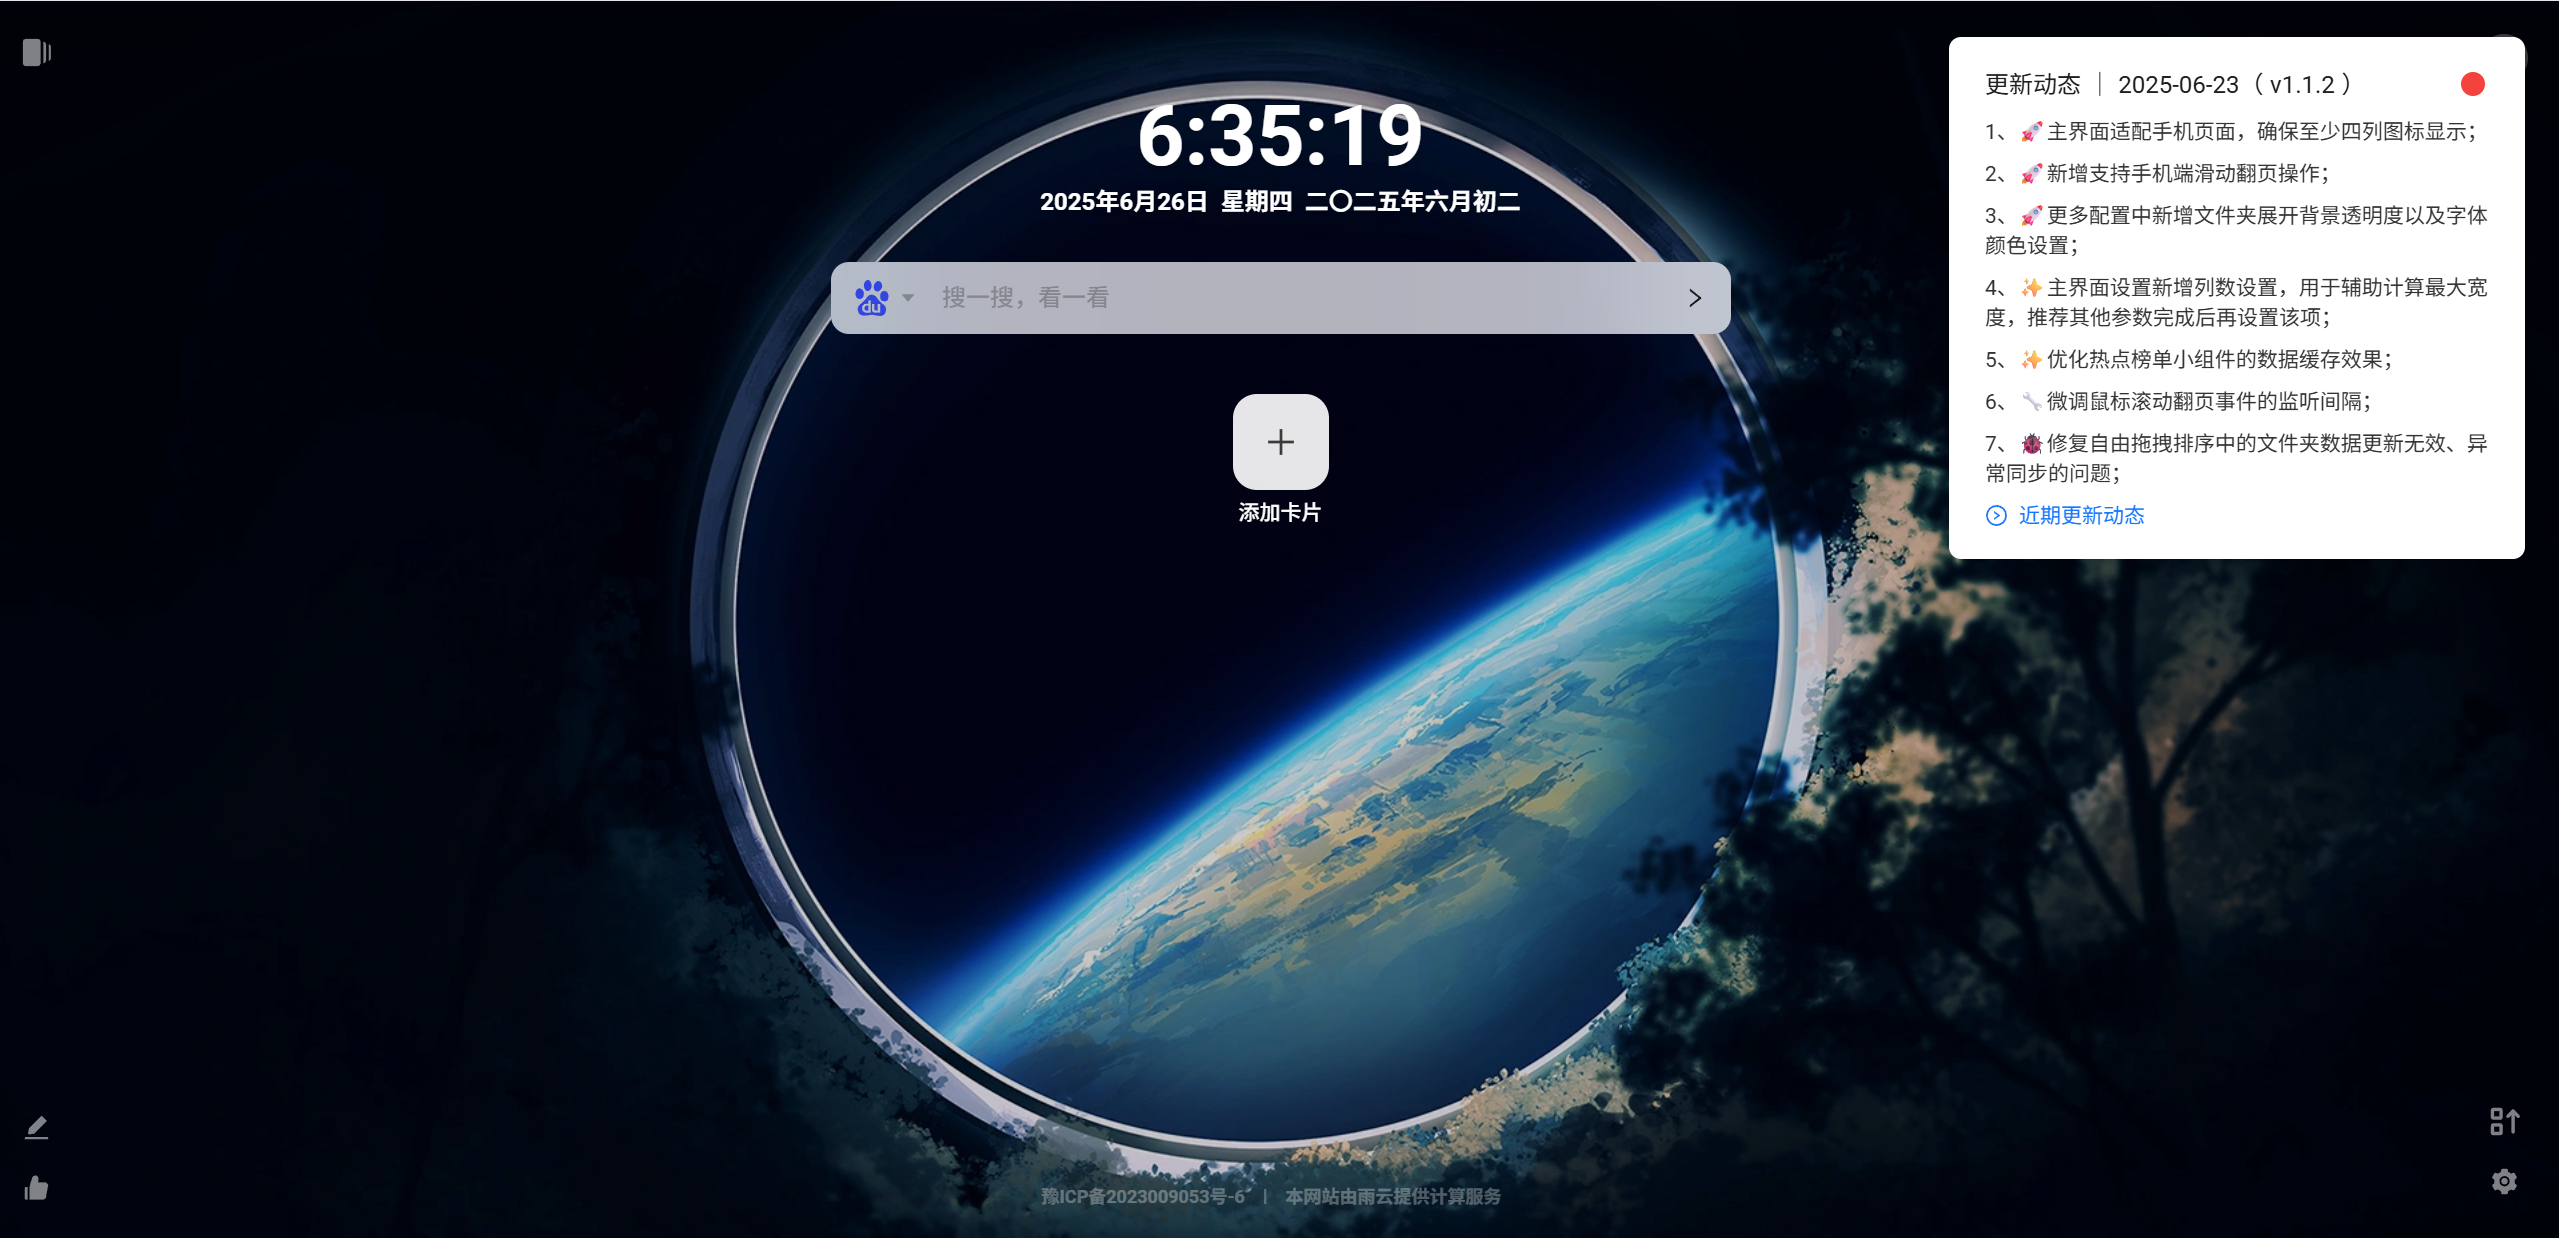 6:35:19
2025年6月26日 星期四 二〇二五年六月初二
du
搜一搜，看一看
添加卡片
更新动态 | 2025-06-23（ v1.1.2 ）
1、🚀主界面适配手机页面，确保至少四列图标显示；
2、🚀新增支持手机端滑动翻页操作；
3、🚀更多配置中新增文件夹展开背景透明度以及字体
颜色设置；
4、✨主界面设置新增列数设置，用于辅助计算最大宽
度，推荐其他参数完成后再设置该项；
5、✨优化热点榜单小组件的数据缓存效果；
6、🔧微调鼠标滚动翻页事件的监听间隔；
7、🐞修复自由拖拽排序中的文件夹数据更新无效、异
常同步的问题；
近期更新动态
豫ICP备2023009053号-6 | 本网站由雨云提供计算服务